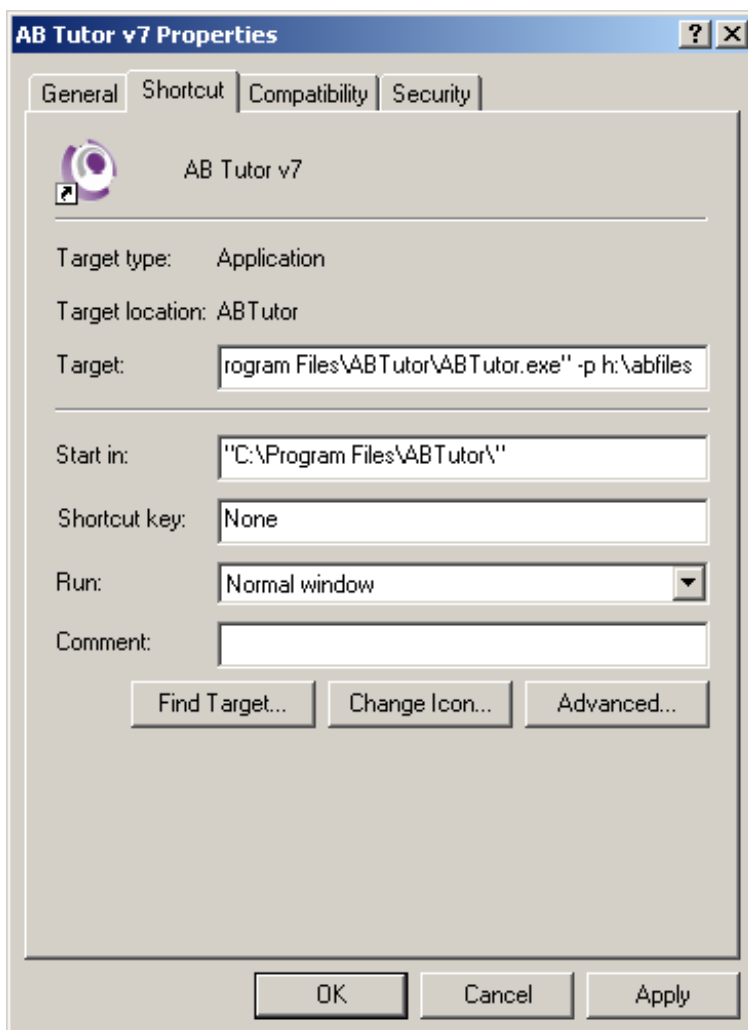 AB Tutor v7 Properties
General Shortcut Compatibility Security
AB Tutor v7
Target type: Application
Target location: ABTutor
Target: rogram Files\ABTutor\ABTutor.exe" -p h:\abfiles
Start in: "C:\Program Files\ABTutor\"
Shortcut key: None
Run: Normal window
Comment:
Find Target... Change Icon... Advanced...
OK Cancel Apply